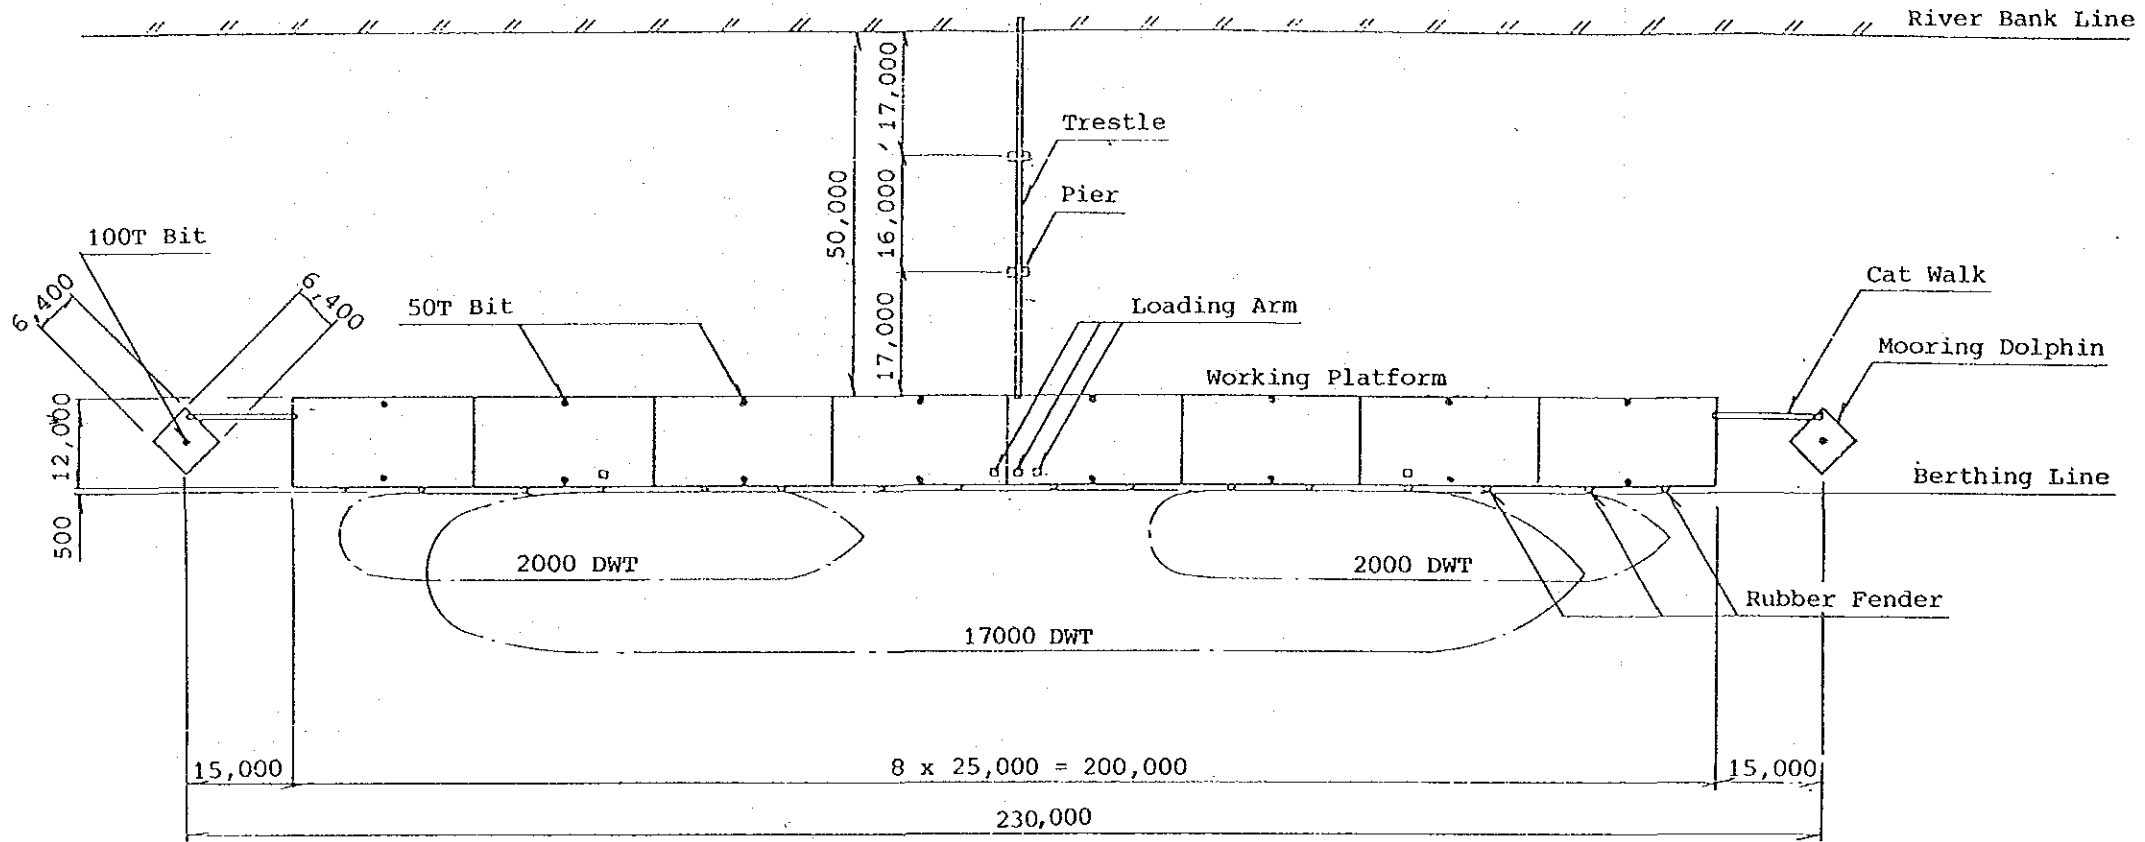 River Bank Line
17,000
Trestle
16,000
50,000
Pier
100T Bit
6,400
6,400
Cat Walk
50T Bit
Loading Arm
17,000
Mooring Dolphin
Working Platform
12,000
Berthing Line
500
2000 DWT
2000 DWT
Rubber Fender
17000 DWT
15,000
8 x 25,000 = 200,000
15,000
230,000